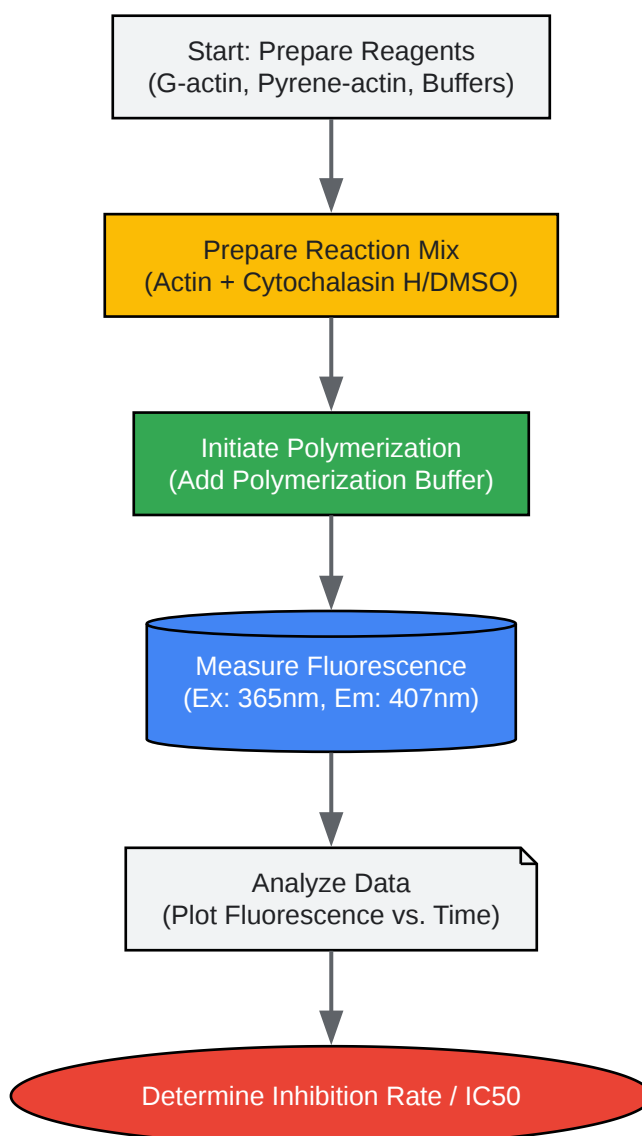 Start: Prepare Reagents
(G-actin, Pyrene-actin, Buffers)
Prepare Reaction Mix
(Actin + Cytochalasin H/DMSO)
Initiate Polymerization
(Add Polymerization Buffer)
Measure Fluorescence
(Ex: 365nm, Em: 407nm)
Analyze Data
(Plot Fluorescence vs. Time)
Determine Inhibition Rate / IC50